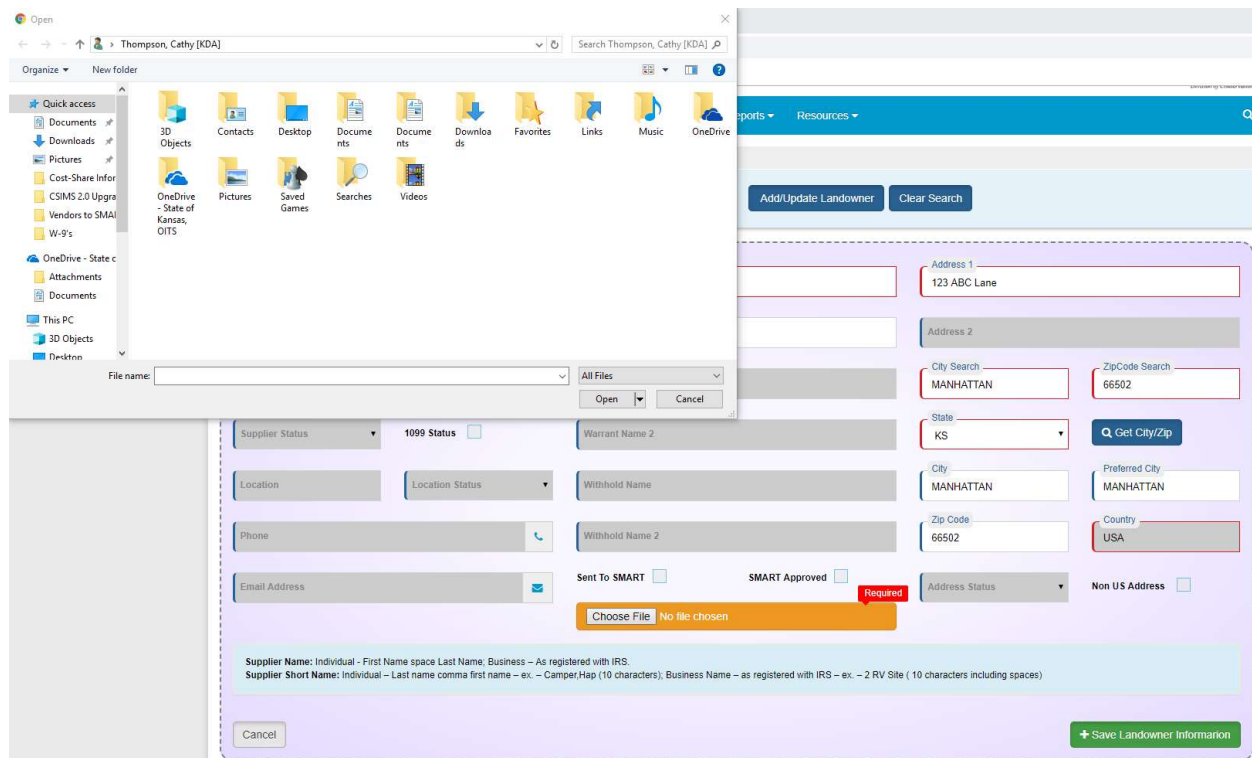 Open
Thompson, Cathy [KDA]
Search Thompson, Cathy [KDA]
Organize
New folder
Quick access
Documents
Downloads
Pictures
Cost-Share Infor
CSIMS 2.0 Upgra
Vendors to SMAI
W-9's
OneDrive - State c
Attachments
Documents
This PC
3D Objects
Desktop
3D
Objects
Contacts
Desktop
Docume
nts
Docume
nts
Downloa
ds
Favorites
Links
Music
OneDrive
OneDrive
- State of
Kansas,
OITS
Pictures
Saved
Games
Searches
Videos
File name:
All Files
Open
Cancel
eports
Resources
Add/Update Landowner
Clear Search
Address 1
123 ABC Lane
Address 2
City Search
MANHATTAN
ZipCode Search
66502
Supplier Status
1099 Status
Warrant Name 2
State
KS
Get City/Zip
Location
Location Status
Withhold Name
City
MANHATTAN
Preferred City
MANHATTAN
Phone
Withhold Name 2
Zip Code
66502
Country
USA
Email Address
Sent To SMART
SMART Approved
Required
Address Status
Non US Address
Choose File No file chosen
Supplier Name: Individual - First Name space Last Name; Business – As registered with IRS.
Supplier Short Name: Individual – Last name comma first name – ex. – Camper,Hap (10 characters); Business Name – as registered with IRS – ex. – 2 RV Site ( 10 characters including spaces)
Cancel
+ Save Landowner Informarion